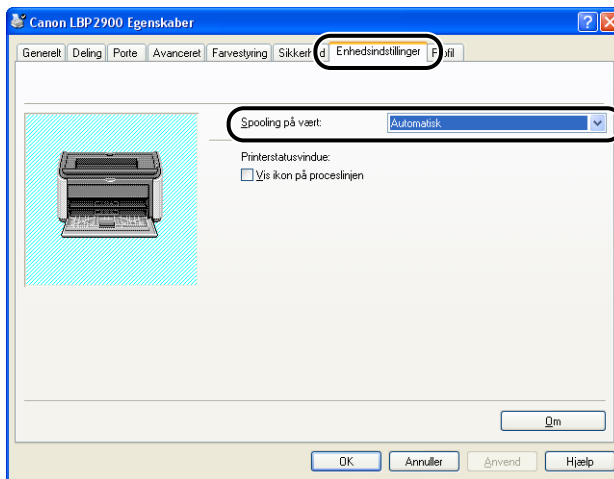 Canon LBP2900 Egenskaber
Generelt Deling Porte Avanceret Farvestyring Enhedsindstillinger
Spooling på vært: Automatisk
Printerstatusvindue:
Vis ikon på proceslinjen
Om
OK Annuller Anvend Hjælp